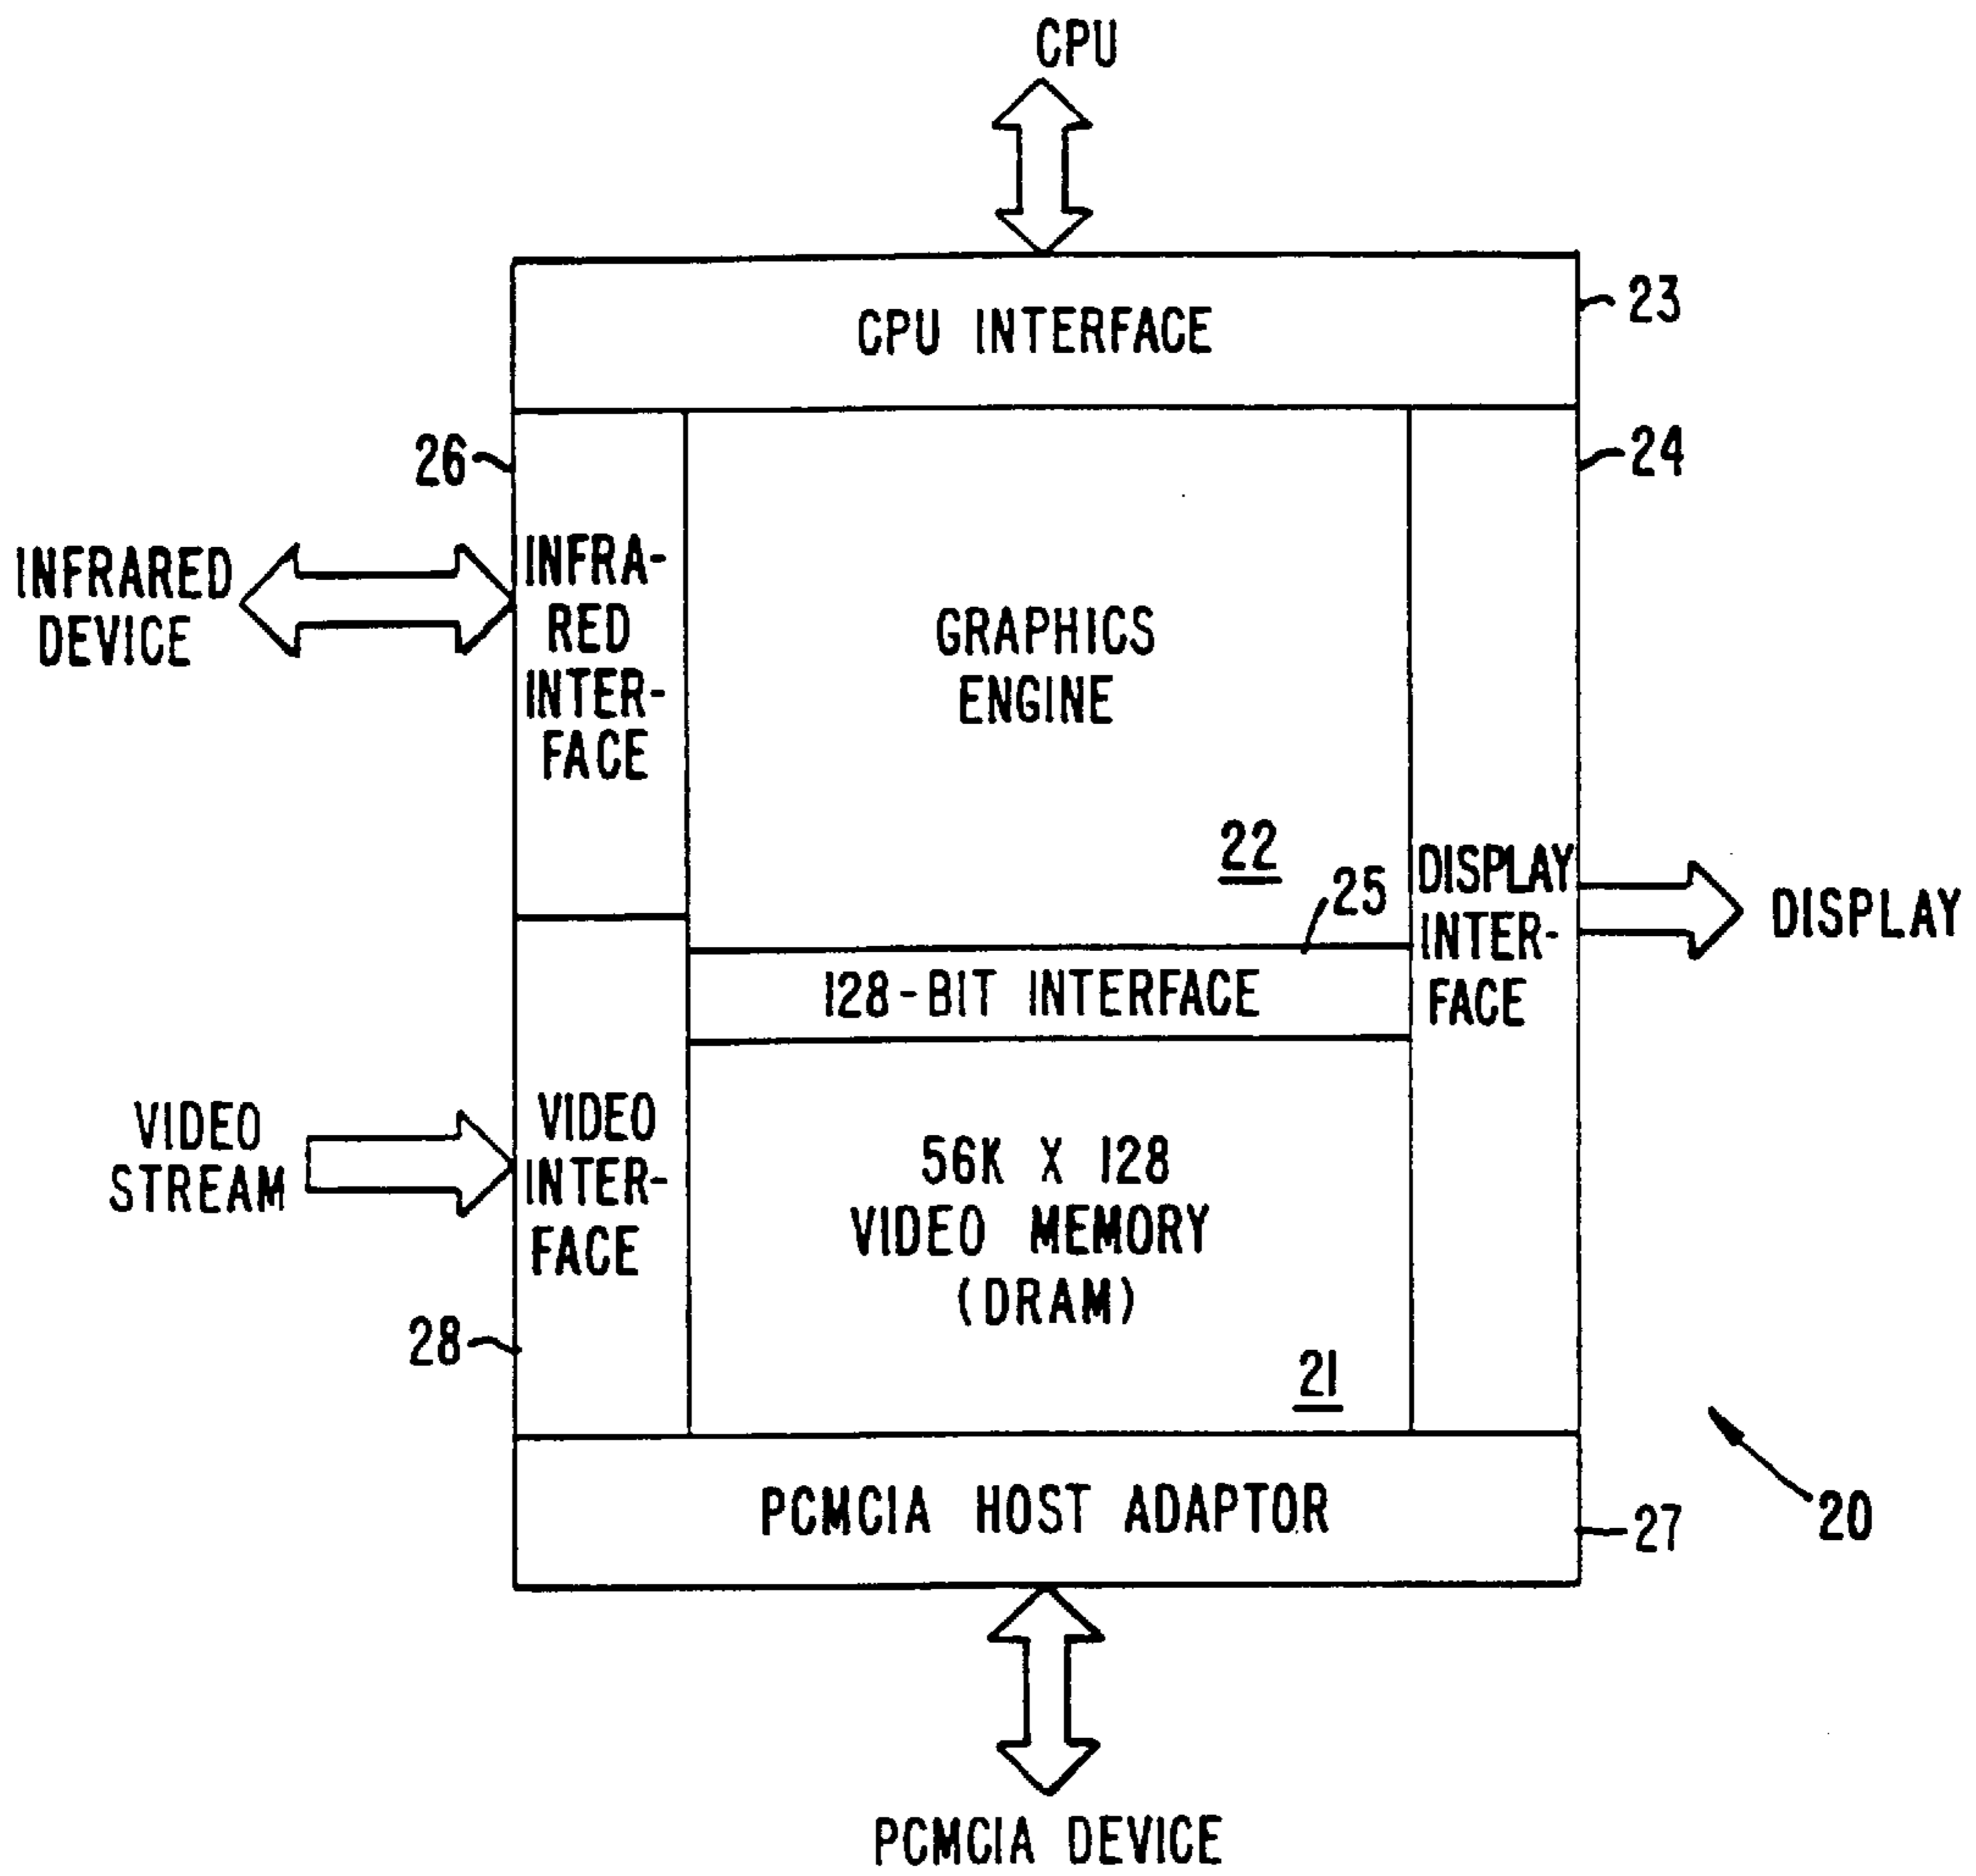 CPU
CPU INTERFACE
23
26
24
INFRARED
DEVICE
INFRA-
RED
INTER-
FACE
GRAPHICS
ENGINE
22
25
DISPLAY
INTER-
FACE
DISPLAY
128-BIT INTERFACE
VIDEO
STREAM
VIDEO
INTER-
FACE
56K X 128
VIDEO MEMORY
(DRAM)
28
21
PCMCIA HOST ADAPTOR
27
20
PCMCIA DEVICE